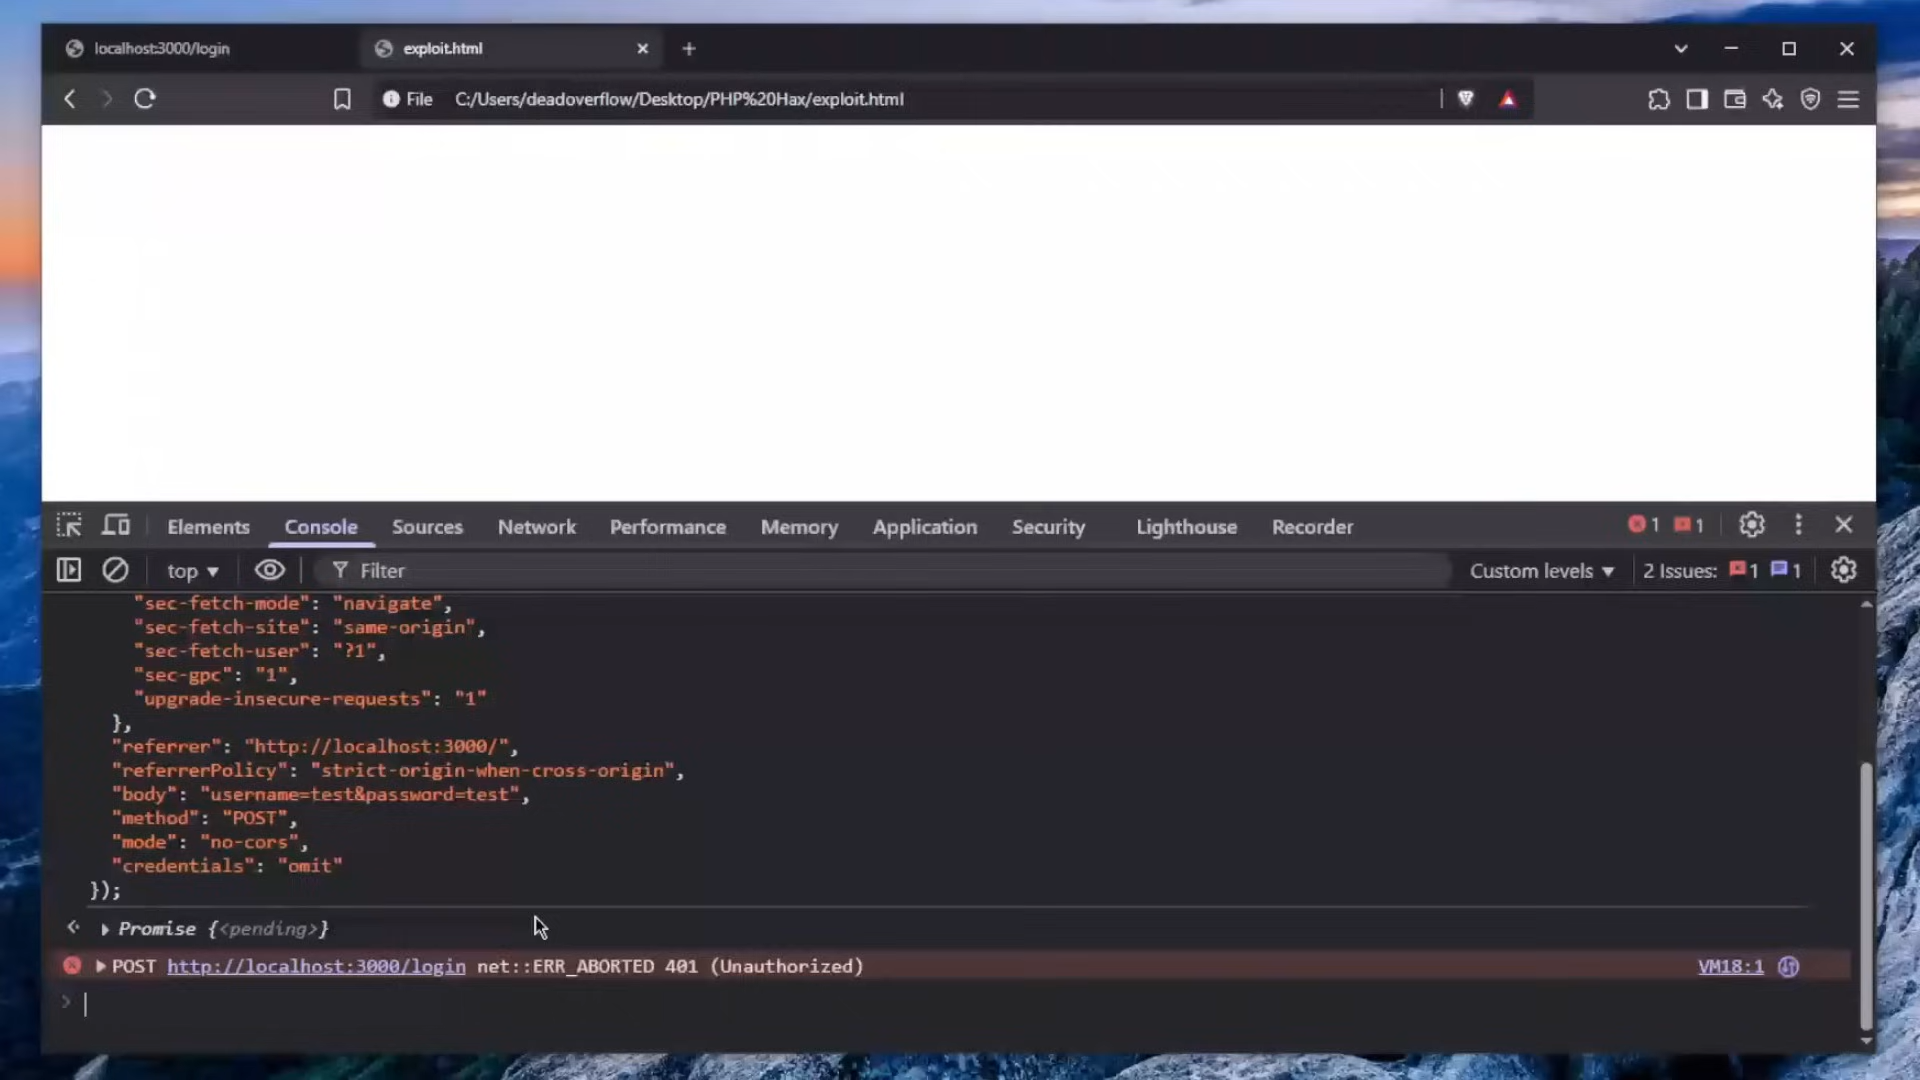 localhost:3000/login
exploit.html
File C:/Users/deadoverflow/Desktop/PHP%20Hax/exploit.html
Elements Console Sources Network Performance Memory Application Security Lighthouse Recorder 1 1
top Filter Custom levels 2 Issues: 1 1
"sec-fetch-mode": "navigate",
"sec-fetch-site": "same-origin",
"sec-fetch-user": "?1",
"sec-gpc": "1",
"upgrade-insecure-requests": "1"
},
"referrer": "http://localhost:3000/",
"referrerPolicy": "strict-origin-when-cross-origin",
"body": "username=test&password=test",
"method": "POST",
"mode": "no-cors",
"credentials": "omit"
});
Promise {<pending>}
POST http://localhost:3000/login net::ERR_ABORTED 401 (Unauthorized) VM18:1